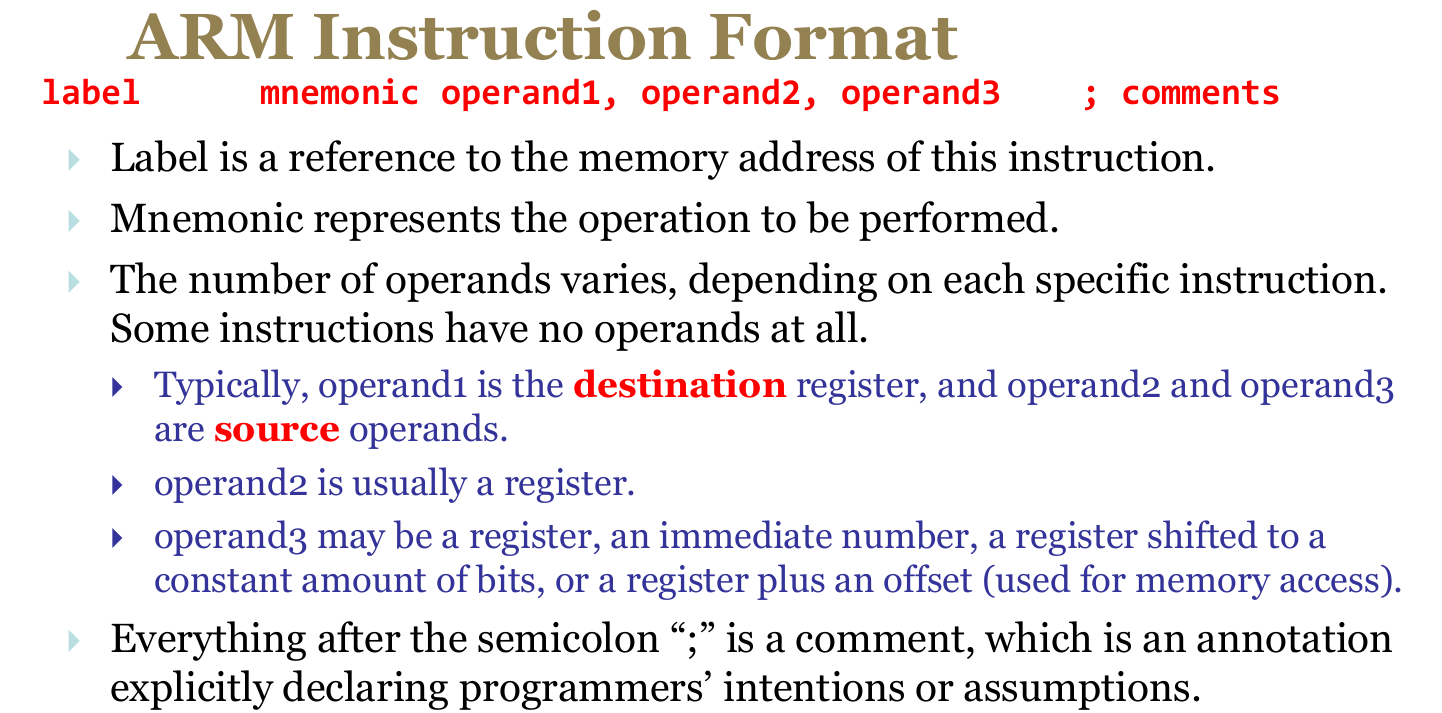 ARM Instruction Format
label mnemonic operand1, operand2, operand3 ; comments
Label is a reference to the memory address of this instruction.
Mnemonic represents the operation to be performed.
The number of operands varies, depending on each specific instruction.
Some instructions have no operands at all.
Typically, operand1 is the destination register, and operand2 and operand3
are source operands.
operand2 is usually a register.
operand3 may be a register, an immediate number, a register shifted to a
constant amount of bits, or a register plus an offset (used for memory access).
Everything after the semicolon “;” is a comment, which is an annotation
explicitly declaring programmers’ intentions or assumptions.